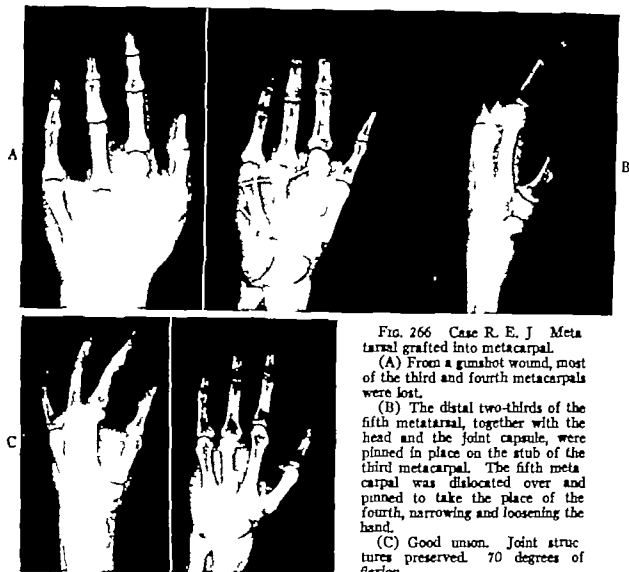 A
B
C
FIG. 266 Case R. E. J Meta
tarsal grafted into metacarpal.
(A) From a gunshot wound, most
of the third and fourth metacarpals
were lost.
(B) The distal two-thirds of the
fifth metatarsal, together with the
head and the joint capsule, were
pinned in place on the stub of the
third metacarpal. The fifth meta
carpal was dislocated over and
pinned to take the place of the
fourth, narrowing and loosening the
hand.
(C) Good union. Joint struc
tures preserved. 70 degrees of
flexion